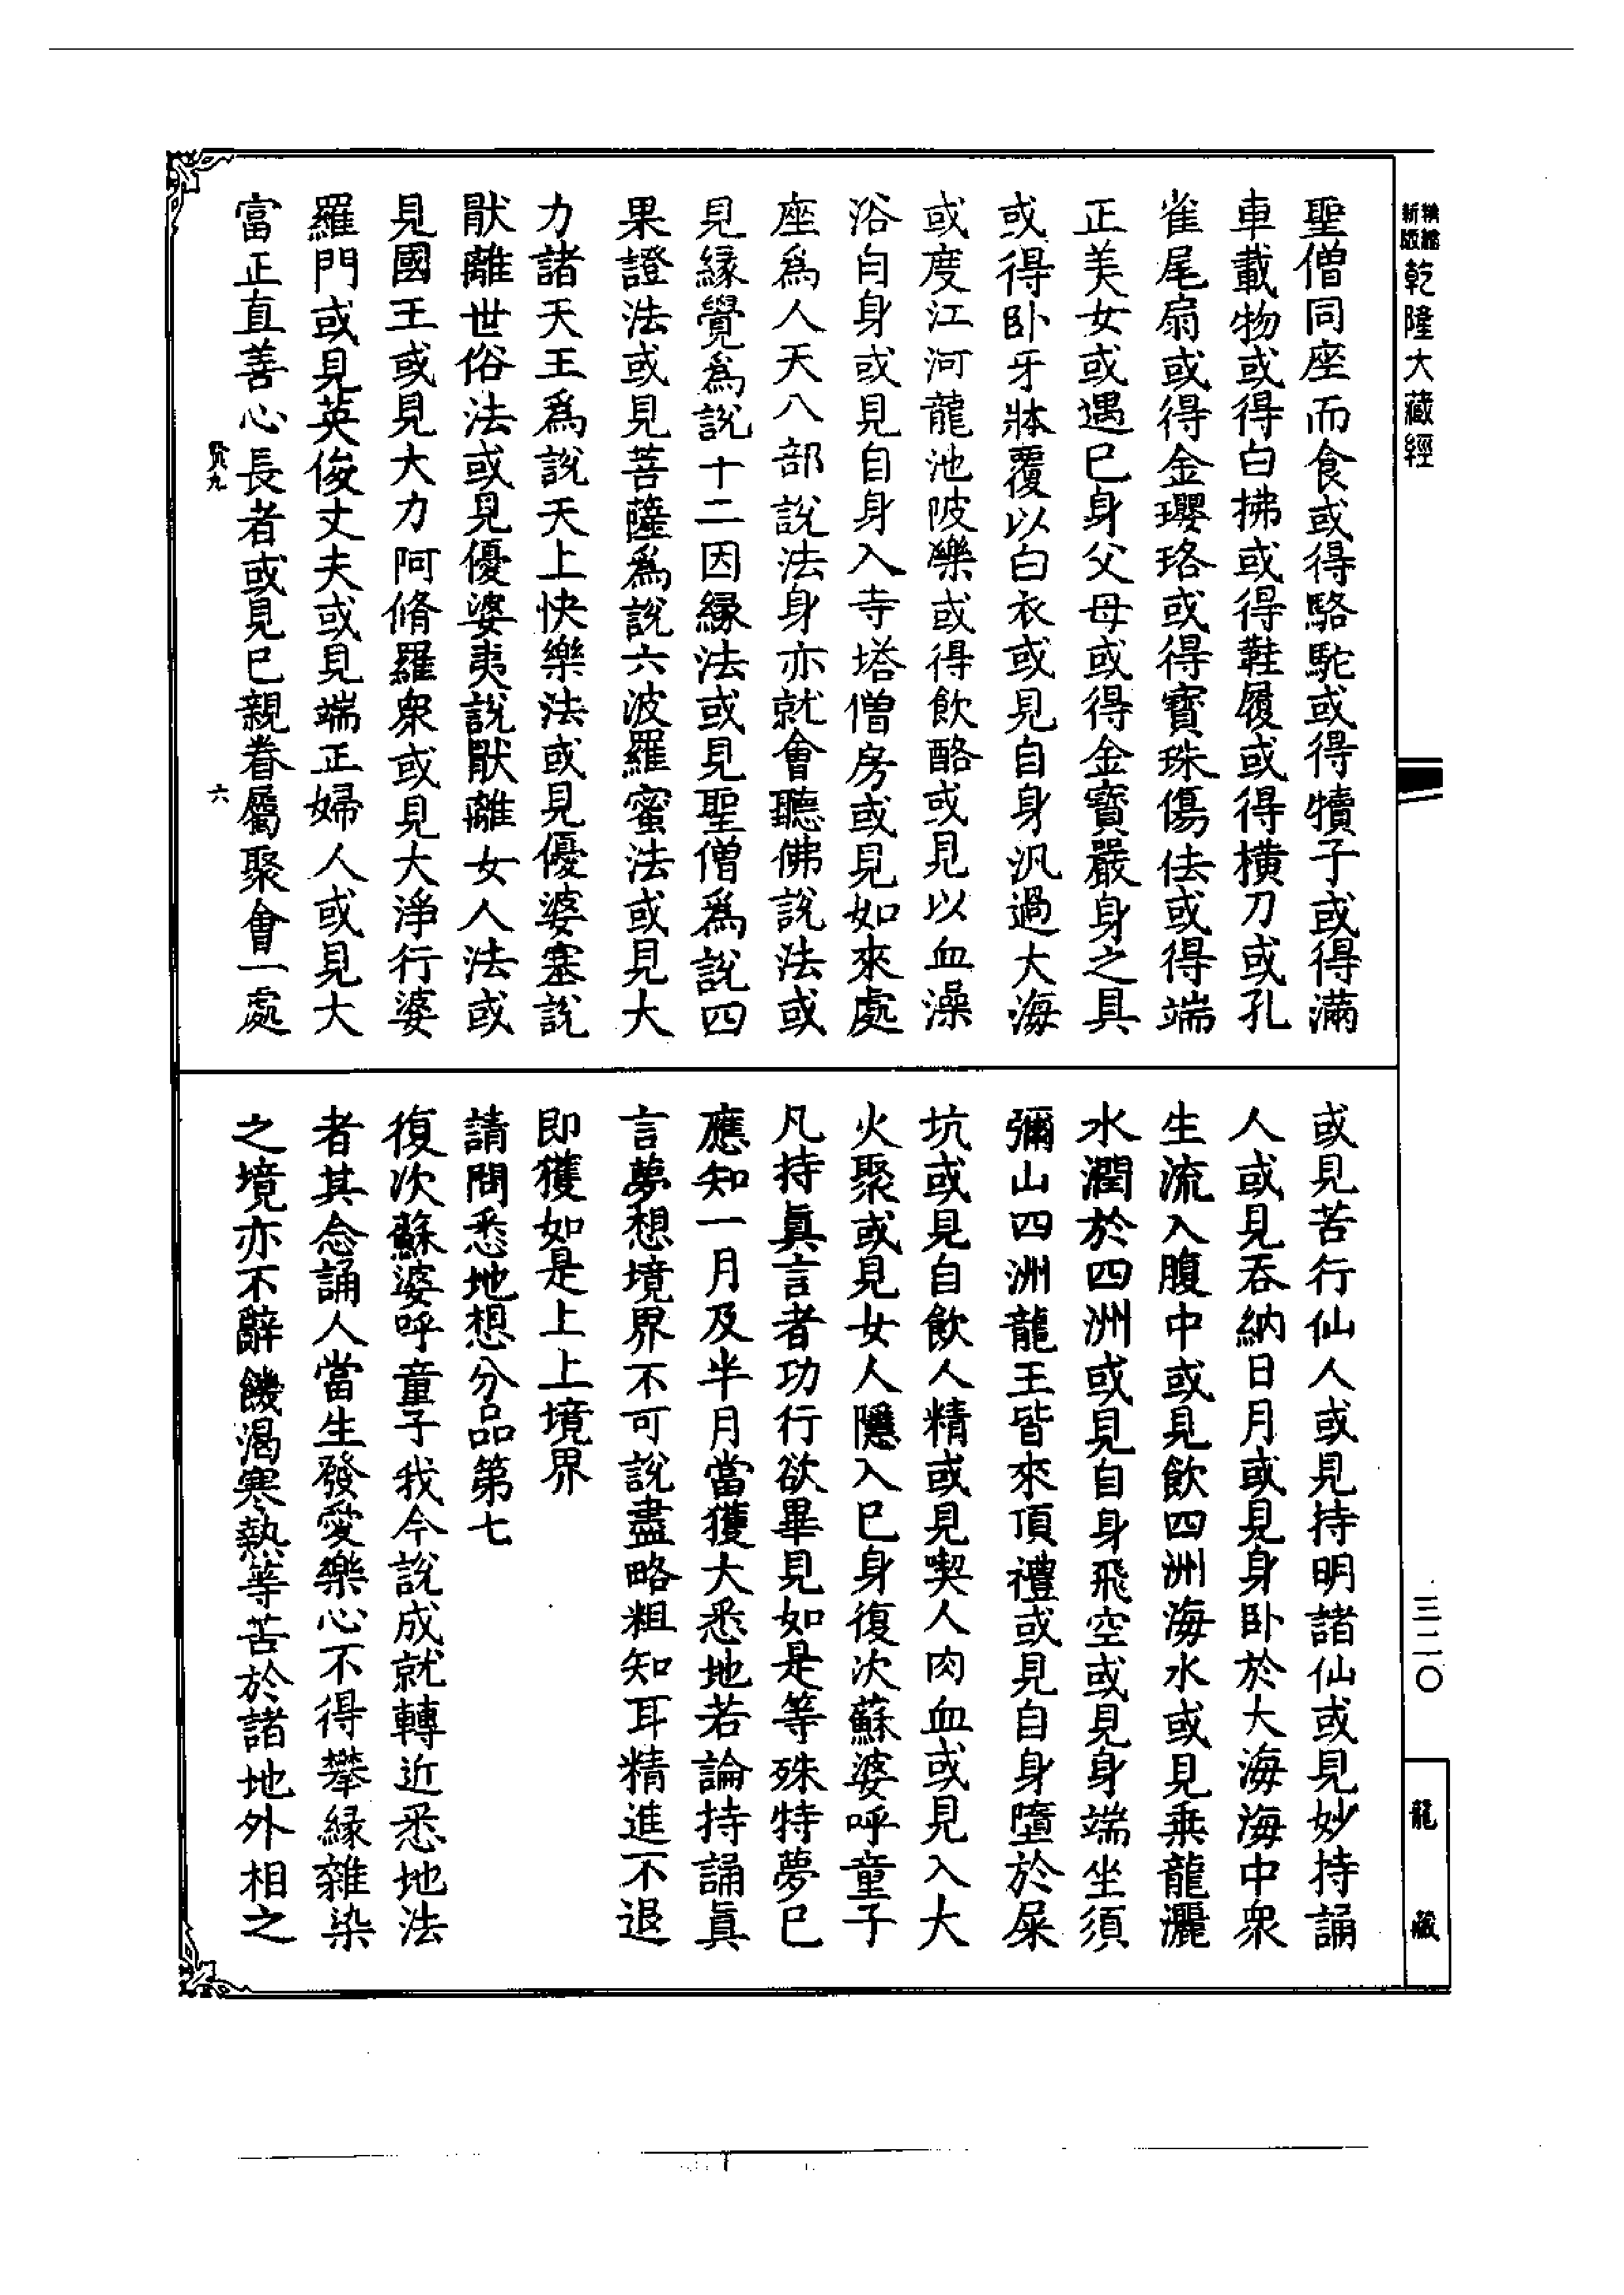 新版精縮乾隆大藏經
聖僧同座而食或得駱駝或得犢子或得滿
車載物或得白拂或得鞋履或得橫刀或孔
雀尾扇或得金瓔珞或得寶珠傷佉或得端
正美女或遇已身父母或得金寶嚴身之具
或得卧牙牀覆以白衣或見自身汎過大海
或度江河龍池陂濼或得飲酪或見以血澡
浴自身或見自身入寺塔僧房或見如來處
座爲人天八部說法身亦就會聽佛說法或
見緣覺爲說十二因緣法或見聖僧爲說四
果證法或見菩薩爲說六波羅蜜法或見大
力諸天王爲說天上快樂法或見優婆塞說
猒離世俗法或見優婆夷說猒離女人法或
見國王或見大力阿脩羅衆或見大淨行婆
羅門或見英俊丈夫或見端正婦人或見大
富正直善心長者或見已親眷屬聚會一處
六
或見苦行仙人或見持明諸仙或見妙持誦
人或見吞納日月或見身卧於大海海中衆
生流入腹中或見飲四洲海水或見乗龍灑
水潤於四洲或見自身飛空或見身端坐須
彌山四洲龍王皆來頂禮或見自身墮於屎
坑或見自飲人精或見喫人肉血或見入大
火聚或見女人隱入已身復次蘇婆呼童子
凡持眞言者功行欲畢見如是等殊特夢已
應知一月及半月當獲大悉地若論持誦眞
言夢想境界不可說盡略粗知耳精進不退
即獲如是上上境界
請問悉地想分品第七
復次蘇婆呼童子我今說成就轉近悉地法
者其念誦人當生發愛樂心不得攀緣雜染
之境亦不辭饑渴寒熱等苦於諸地外相之
三二〇
龍藏